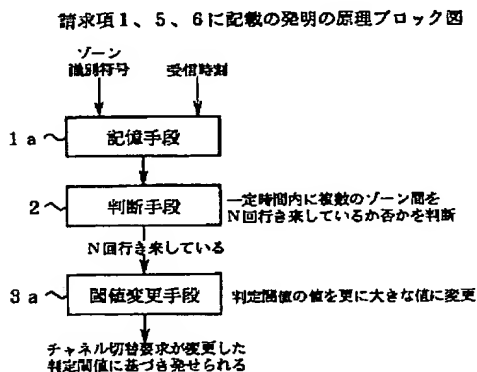 請求項1、5、6に記載の発明の原理ブロック図
ゾーン
識別符号
受信時刻
1a
記憶手段
2
判断手段
一定時間内に複数のゾーン間を
N回行き来しているか否かを判断
N回行き来している
3a
閾値変更手段
判定閾値の値を更に大きな値に変更
チャネル切替要求が変更した
判定閾値に基づき発せられる